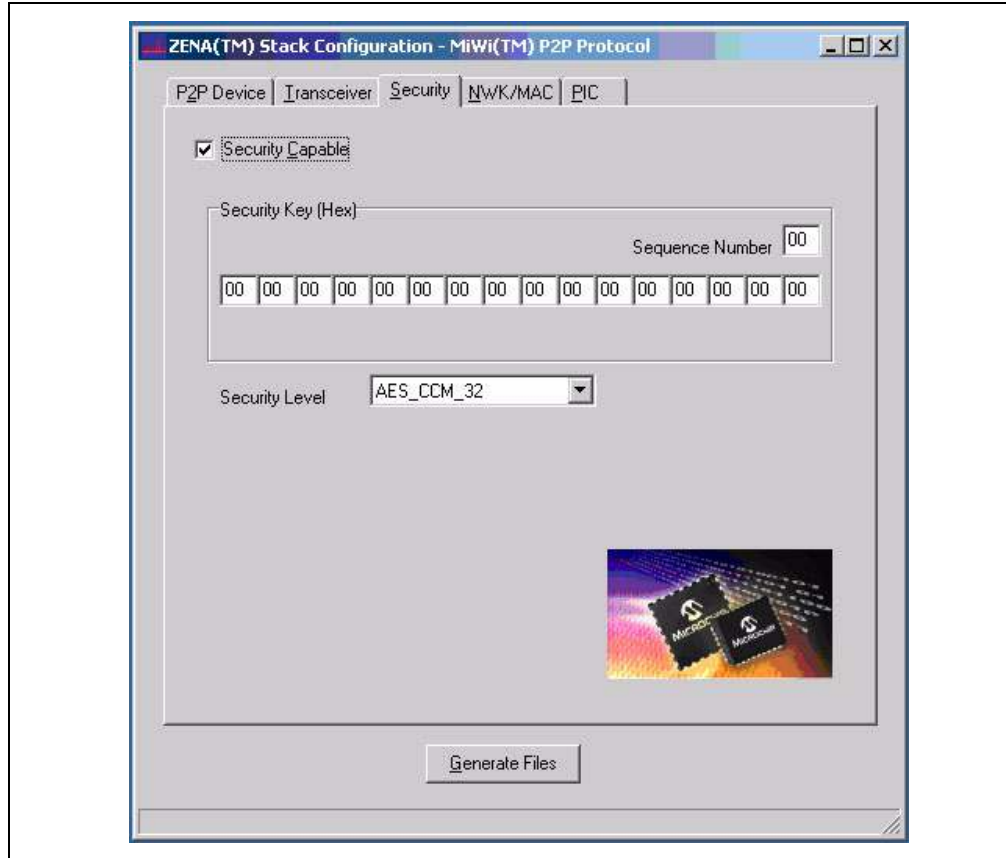 ZENA(TM) Stack Configuration - MiWi(TM) P2P Protocol
P2P Device Transceiver Security NWK/MAC PIC
Security Capable
Security Key (Hex)
Sequence Number 00
00 00 00 00 00 00 00 00 00 00 00 00 00 00 00 00
Security Level AES_CCM_32
MICROCHIP
MICROCHIP
Generate Files